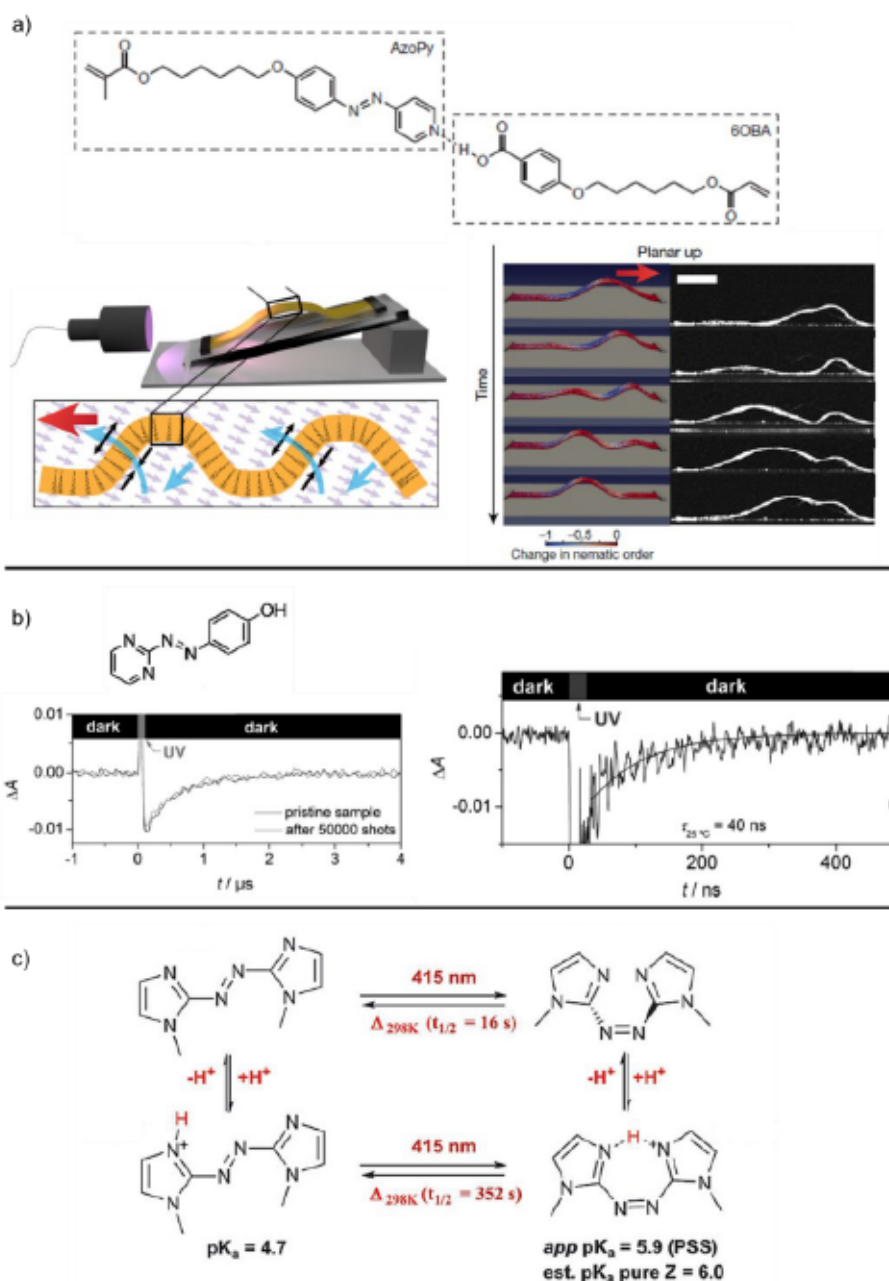 a)
AzoPy
O
O
O
N
N
N
H
O
O
6OBA
O
O
O
Planar up
Time
-1 -0.5 0
Change in nematic order
b)
N
N
N
N
OH
dark
UV
dark
0.01
0.00
-0.01
ΔA
pristine sample
after 50000 shots
-1 0 1 2 3 4
t / µs
dark
UV
dark
0.00
-0.01
ΔA
τ25 °C = 40 ns
0 200 400
t / ns
c)
N
N
N
N
N
N
415 nm
Δ298K (t1/2 = 16 s)
N
N
N
N
N=N
-H+ +H+
-H+ +H+
H
N+
N
N
N
N
N
415 nm
Δ298K (t1/2 = 352 s)
N
H
+N
N
N
N=N
pKa = 4.7
app pKa = 5.9 (PSS)
est. pKa pure Z = 6.0